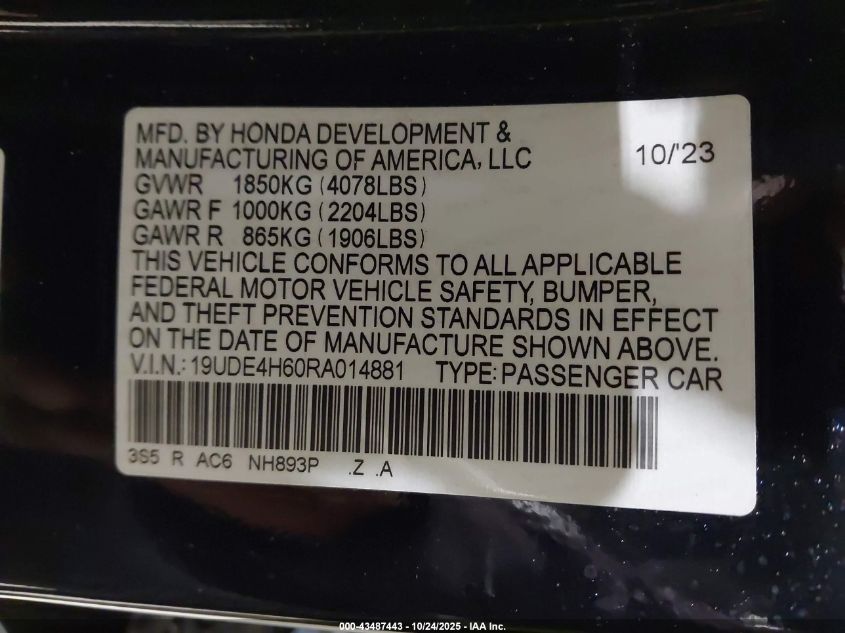 MFD. BY HONDA DEVELOPMENT &
MANUFACTURING OF AMERICA, LLC 10/'23
GVWR 1850KG (4078LBS)
GAWR F 1000KG (2204LBS)
GAWR R 865KG (1906LBS)
THIS VEHICLE CONFORMS TO ALL APPLICABLE
FEDERAL MOTOR VEHICLE SAFETY, BUMPER,
AND THEFT PREVENTION STANDARDS IN EFFECT
ON THE DATE OF MANUFACTURE SHOWN ABOVE.
V.I.N.: 19UDE4H60RA014881 TYPE: PASSENGER CAR
3S5 R AC6 NH893P .Z .A
000-43487443 - 10/24/2025 - IAA Inc.